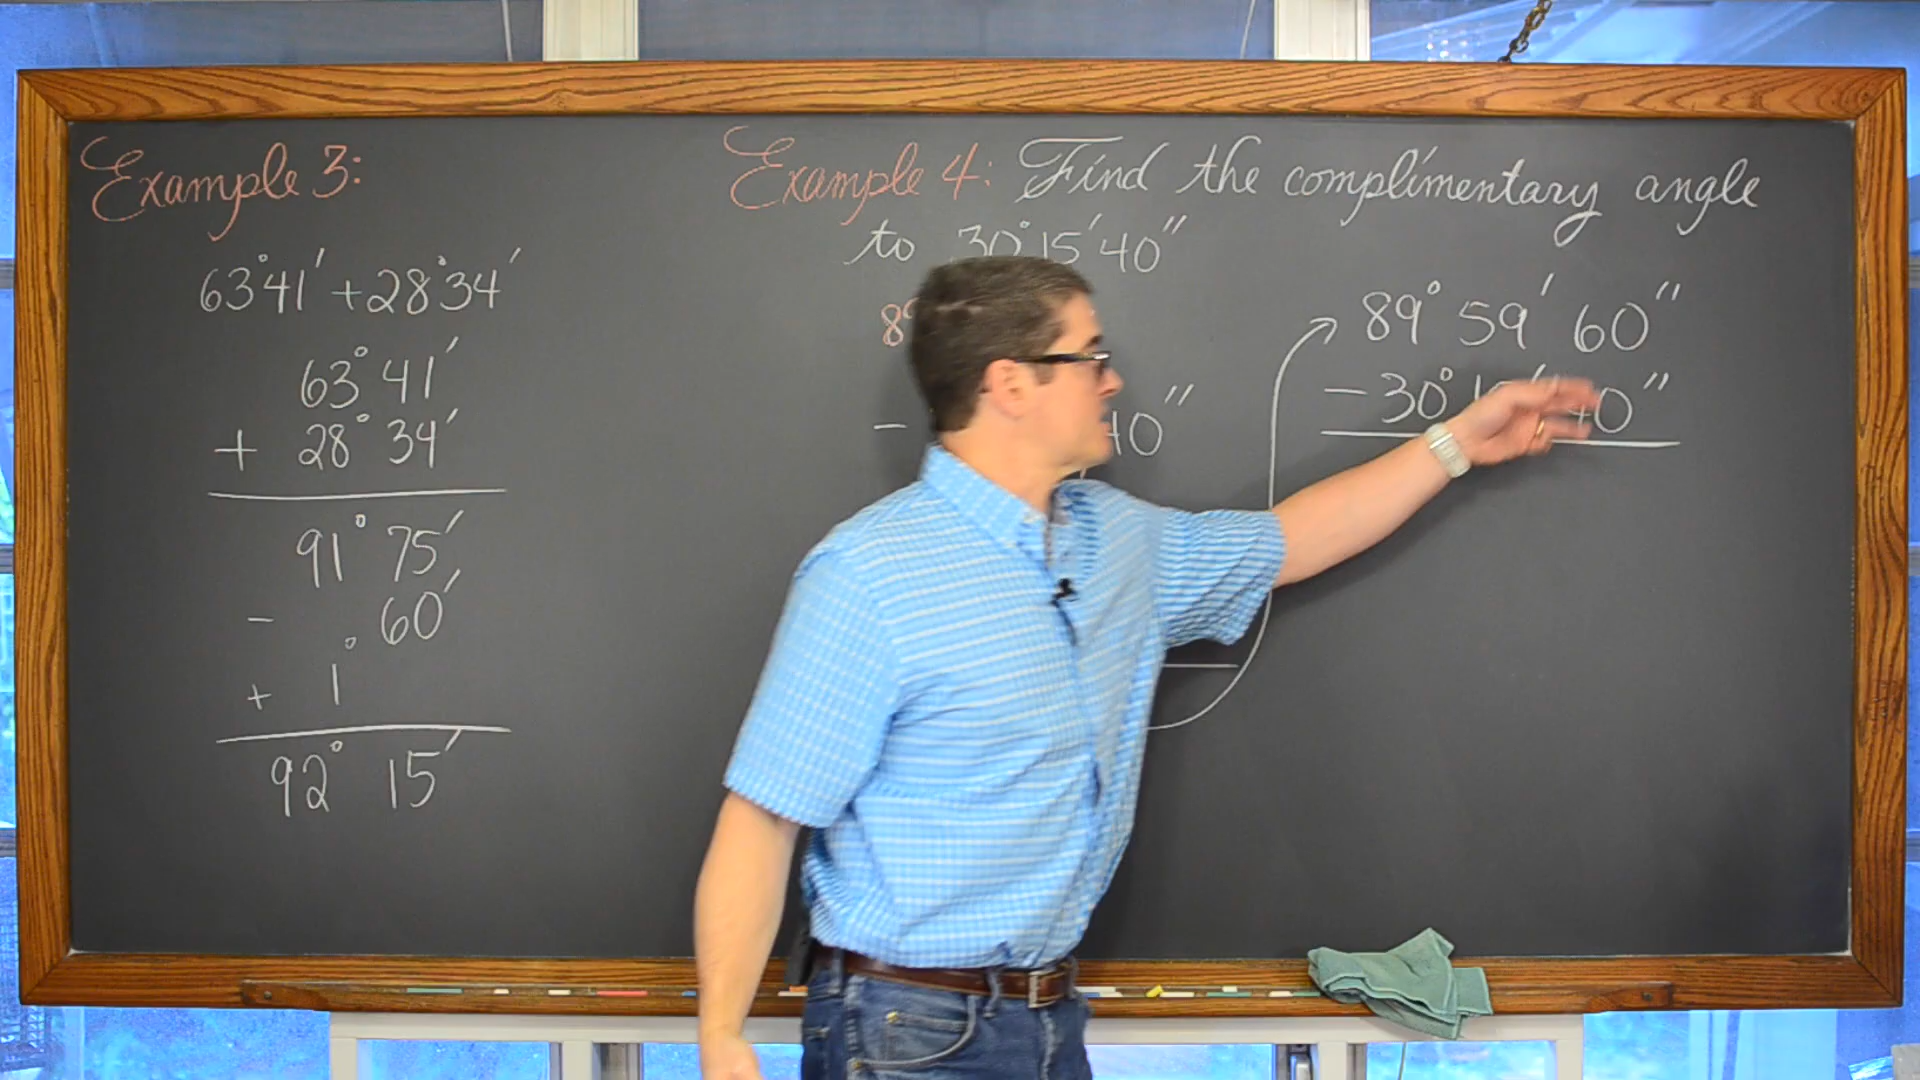 Example 3:
63°41' + 28°34'
63° 41'
+ 28° 34'
91° 75'
- 60'
+ 1°
92° 15'
Example 4: Find the complimentary angle
to 30°15'40"
-
89° 59' 60"
- 30° 40"